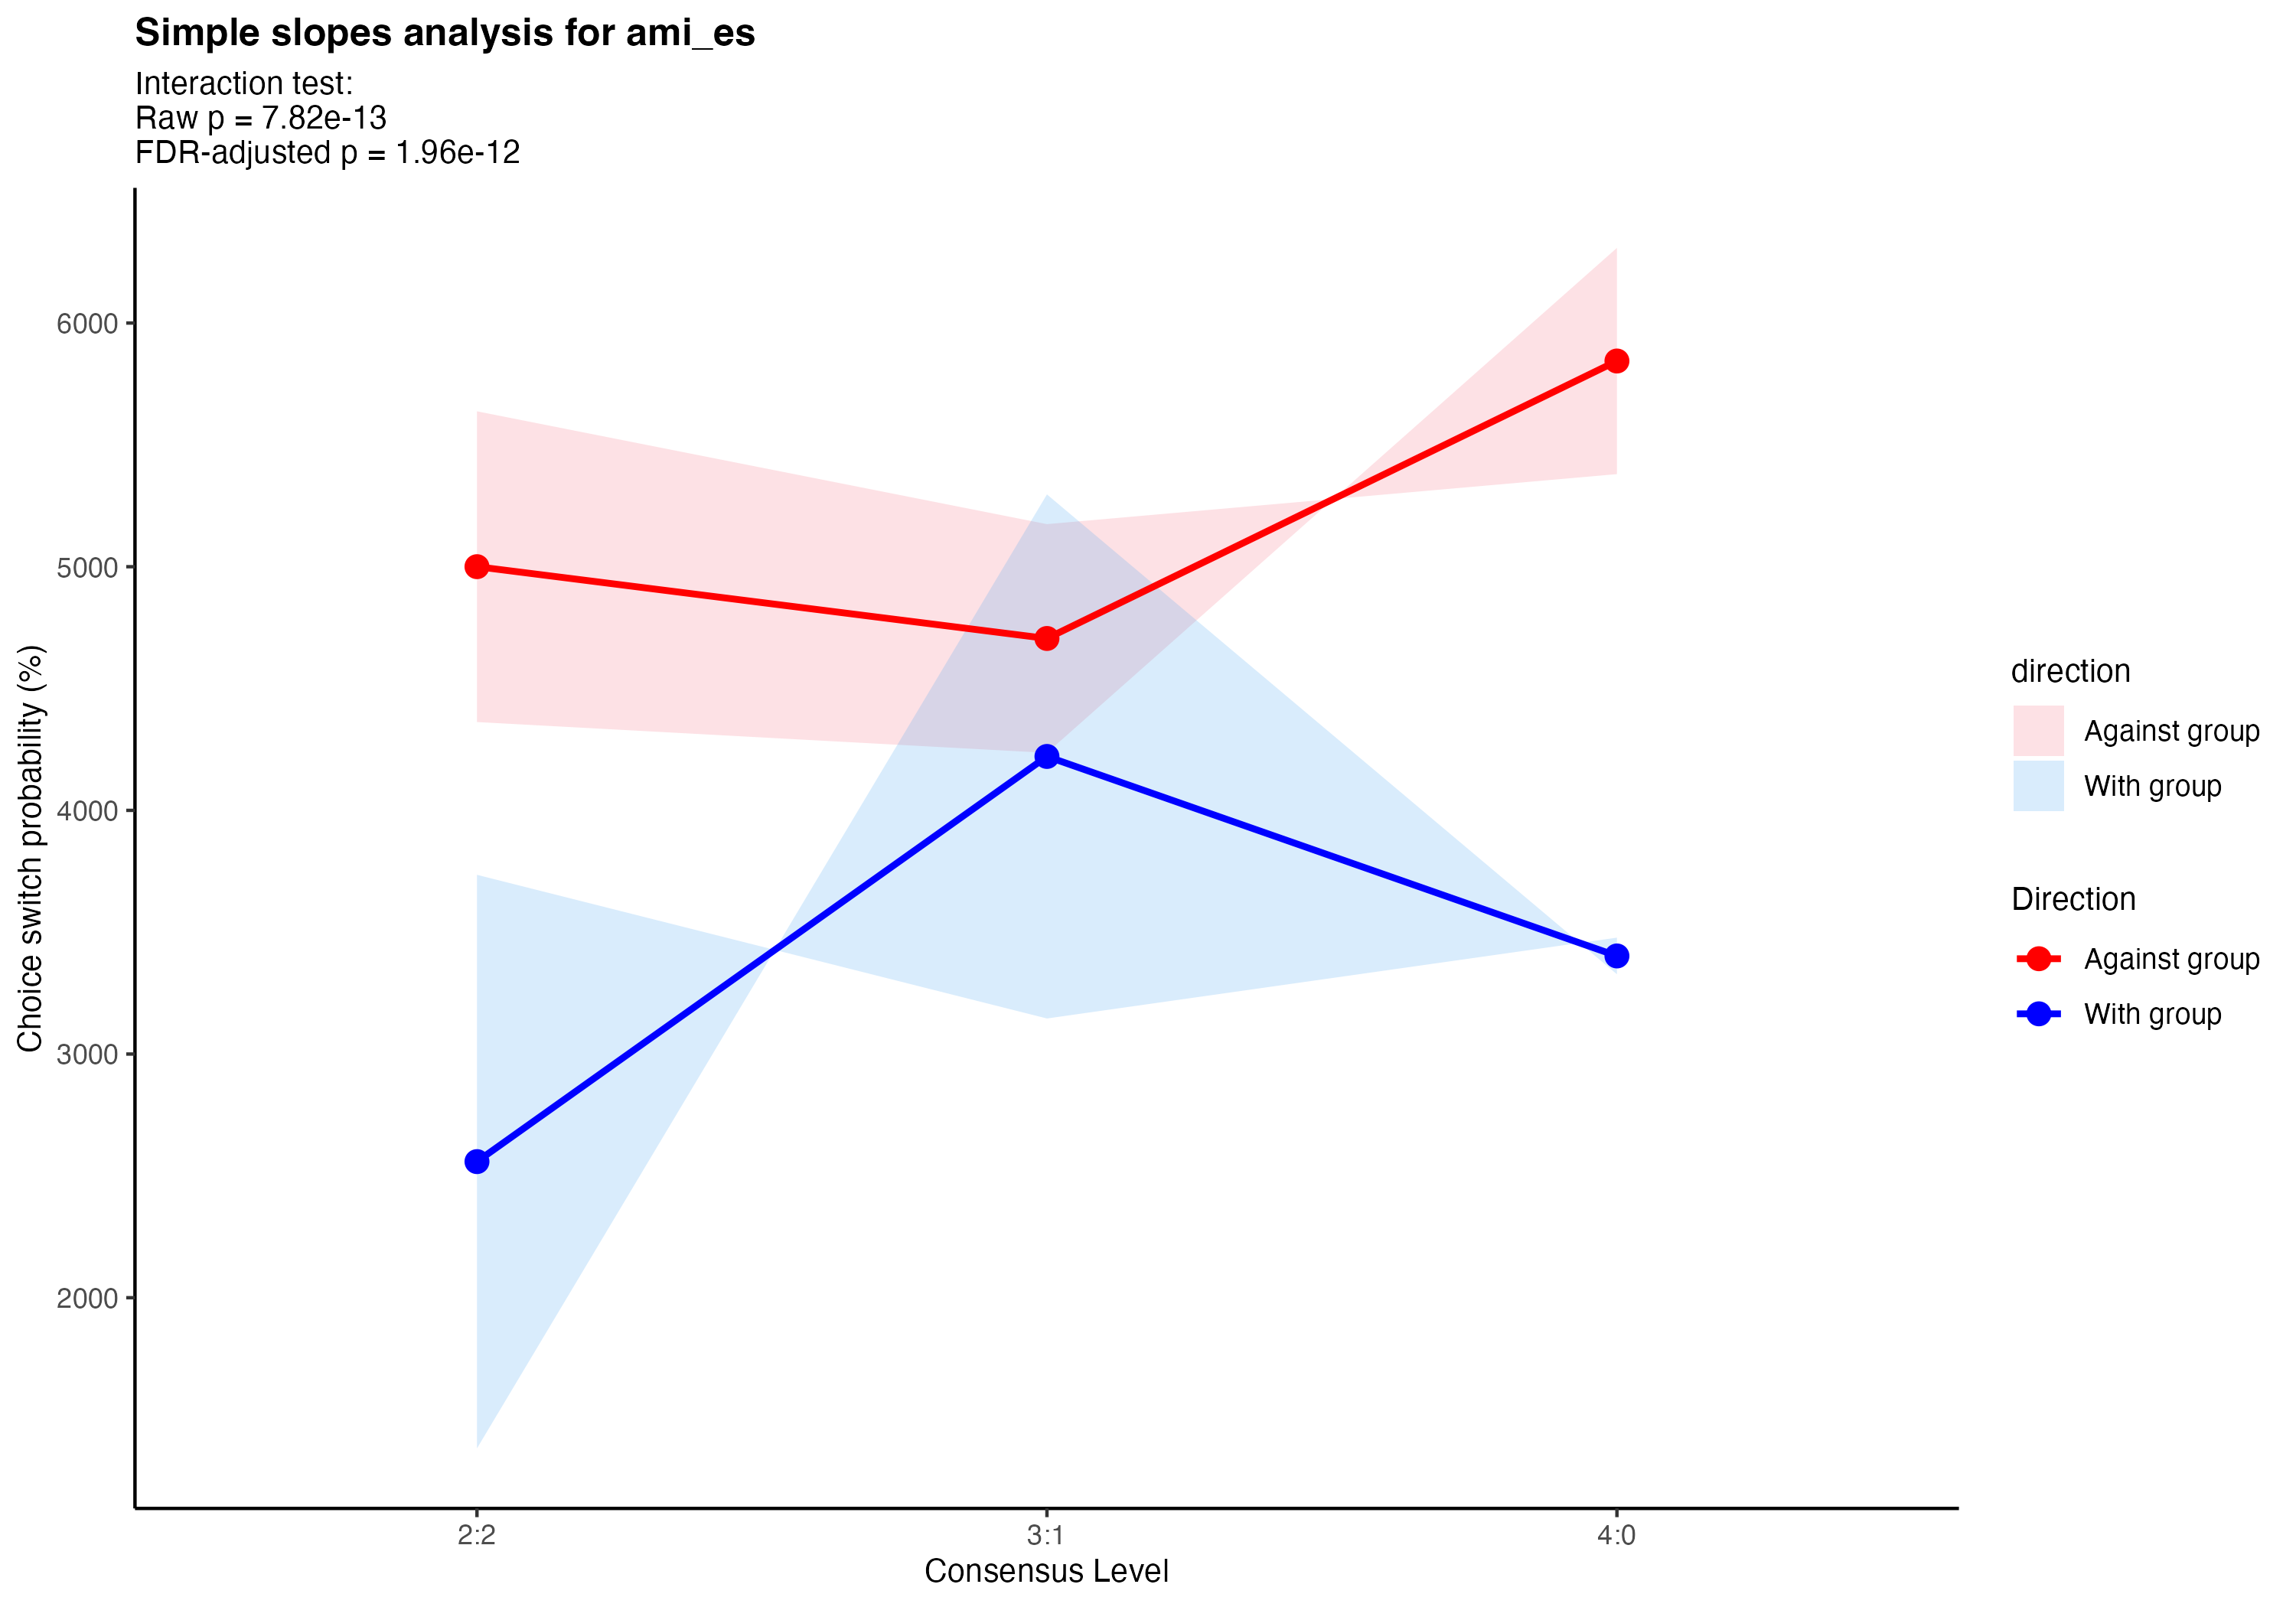 Simple slopes analysis for ami_es
Interaction test:
Raw p = 7.82e-13
FDR-adjusted p = 1.96e-12
Choice switch probability (%)
6000
5000
4000
3000
2000
2:2
3:1
4:0
Consensus Level
direction
Against group
With group
Direction
Against group
With group